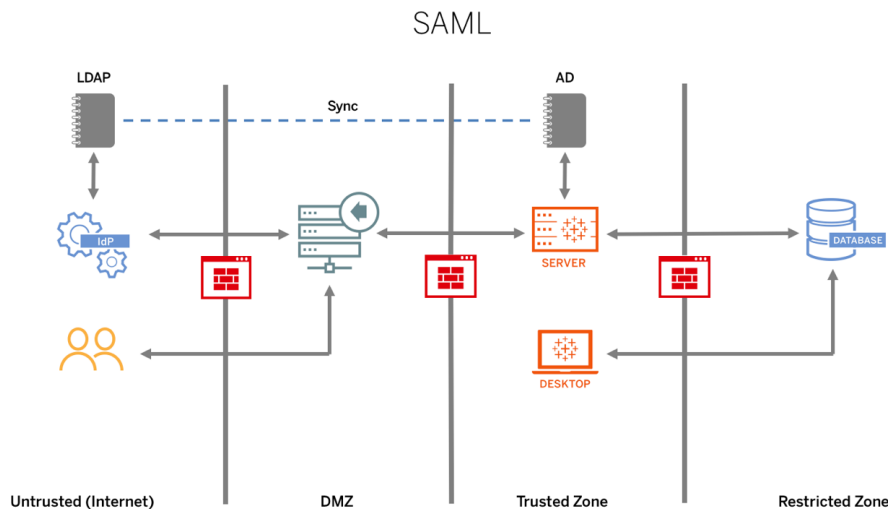 SAML
LDAP
AD
Sync
IdP
SERVER
DATABASE
DESKTOP
Untrusted (Internet)
DMZ
Trusted Zone
Restricted Zone